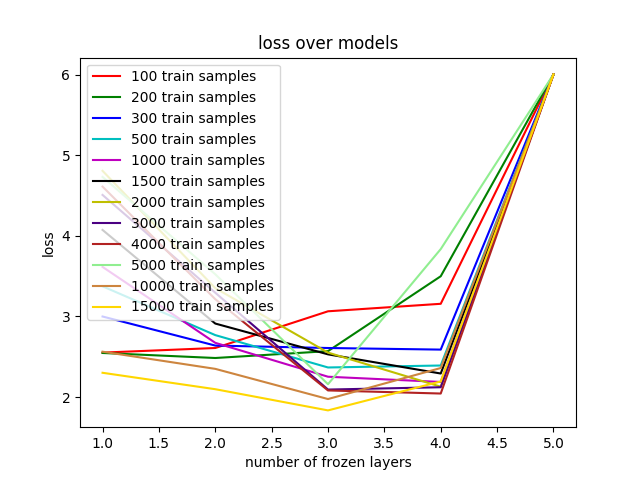 loss over models
6
5
4
3
2
loss
100 train samples
200 train samples
300 train samples
500 train samples
1000 train samples
1500 train samples
2000 train samples
3000 train samples
4000 train samples
5000 train samples
10000 train samples
15000 train samples
1.0 1.5 2.0 2.5 3.0 3.5 4.0 4.5 5.0
number of frozen layers